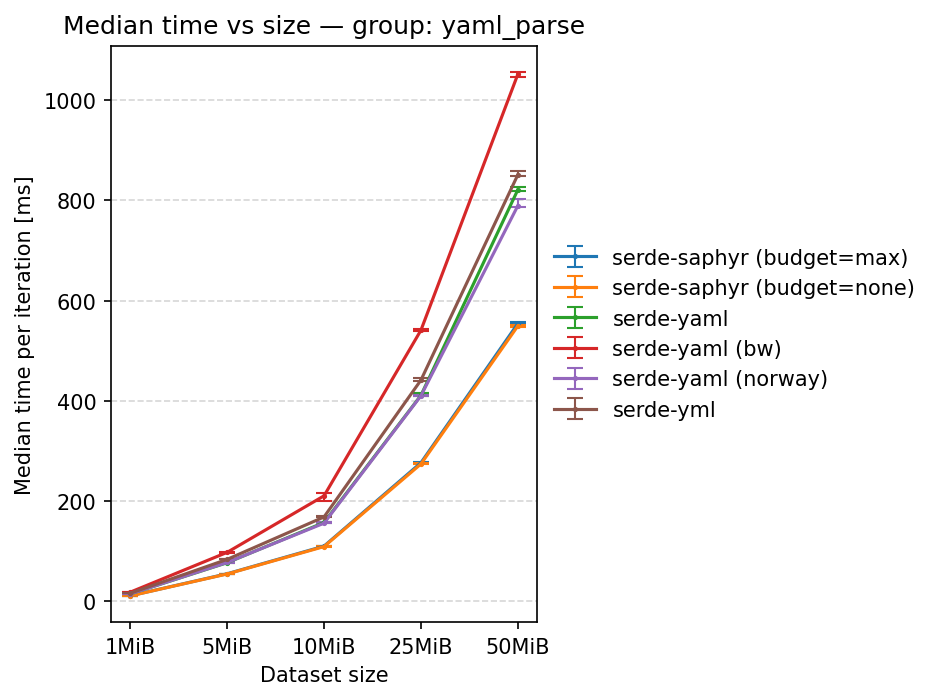 Median time vs size — group: yaml_parse
Median time per iteration [ms]
1000
800
600
400
200
0
1MiB 5MiB 10MiB 25MiB 50MiB
Dataset size
serde-saphyr (budget=max)
serde-saphyr (budget=none)
serde-yaml
serde-yaml (bw)
serde-yaml (norway)
serde-yml